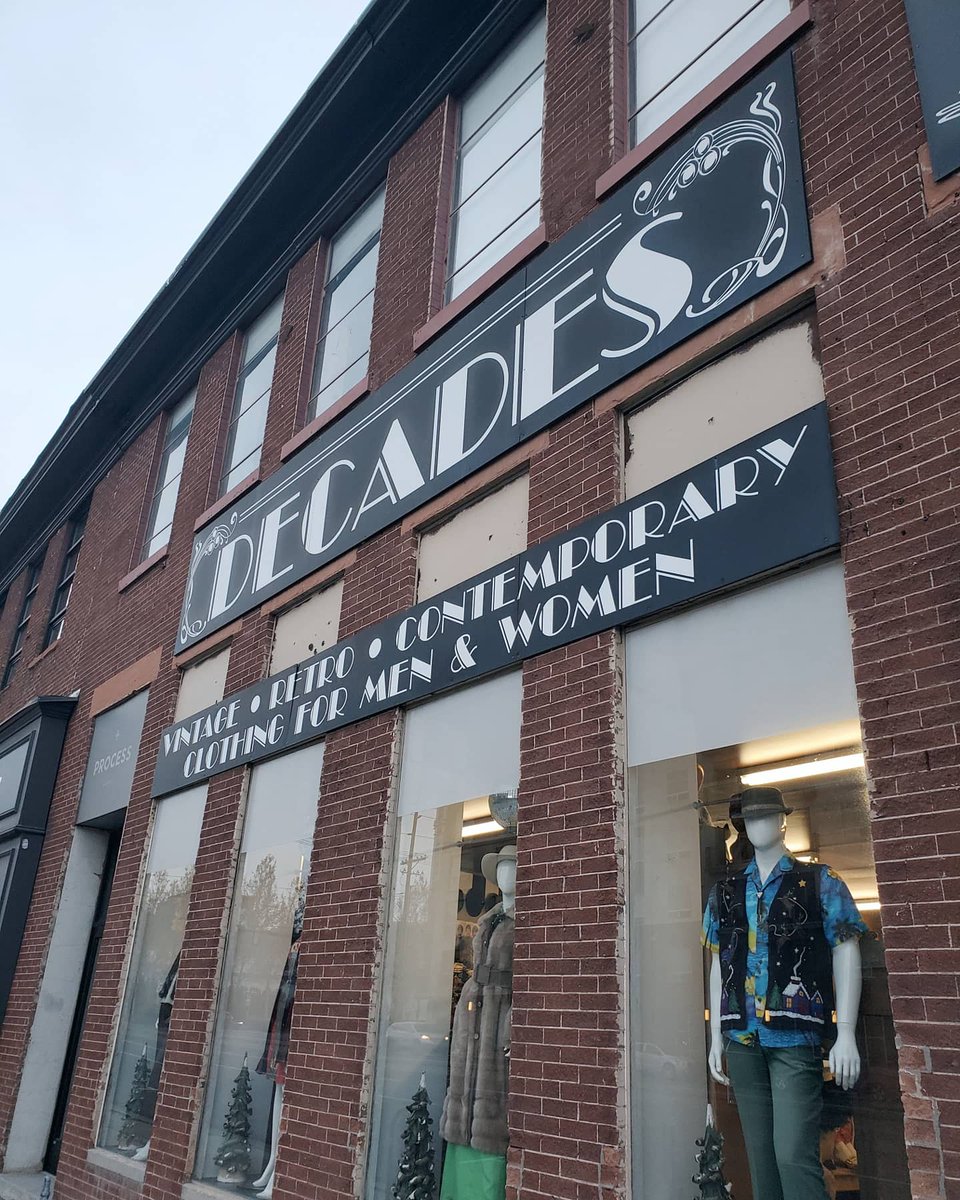 DECADES
VINTAGE • RETRO • CONTEMPORARY
CLOTHING FOR MEN & WOMEN
PROCESS